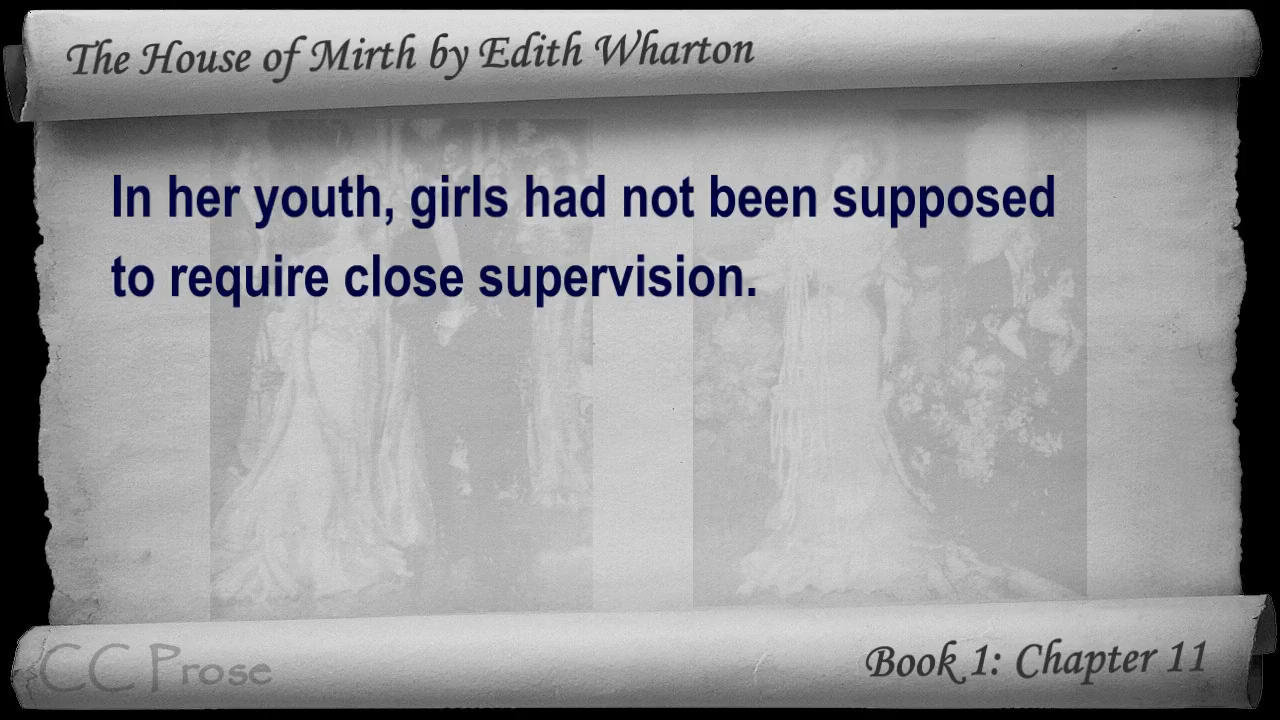 The House of Mirth by Edith Wharton
In her youth, girls had not been supposed
to require close supervision.
CC Prose
Book 1: Chapter 11